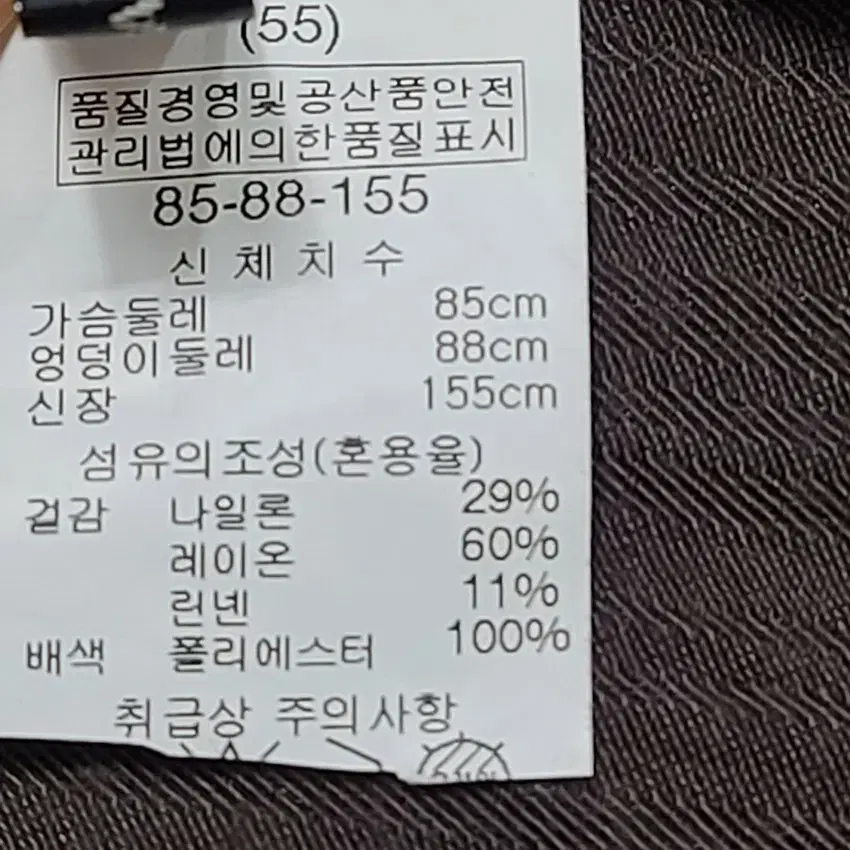 (55)
품질경영및공산품안전
관리법에의한품질표시
85-88-155
신체치수
가슴둘레 85cm
엉덩이둘레 88cm
신장 155cm
섬유의조성(혼용율)
겉감 나일론 29%
레이온 60%
린넨 11%
배색 폴리에스터 100%
취급상 주의사항